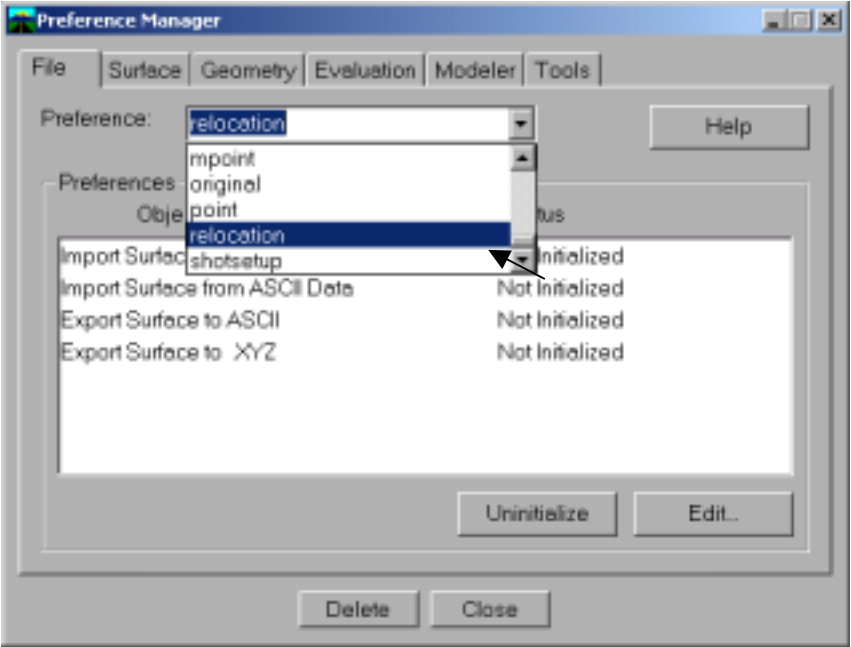 Preference Manager
File Surface Geometry Evaluation Modeler Tools
Preference: relocation Help
mpoint
Preferences original
Obje point tus
relocation
Import Surfac Initialized
shotsetup
Import Surface from ASCII Data Not Initialized
Export Surface to ASCII Not Initialized
Export Surface to XYZ Not Initialized
Uninitialize Edit..
Delete Close